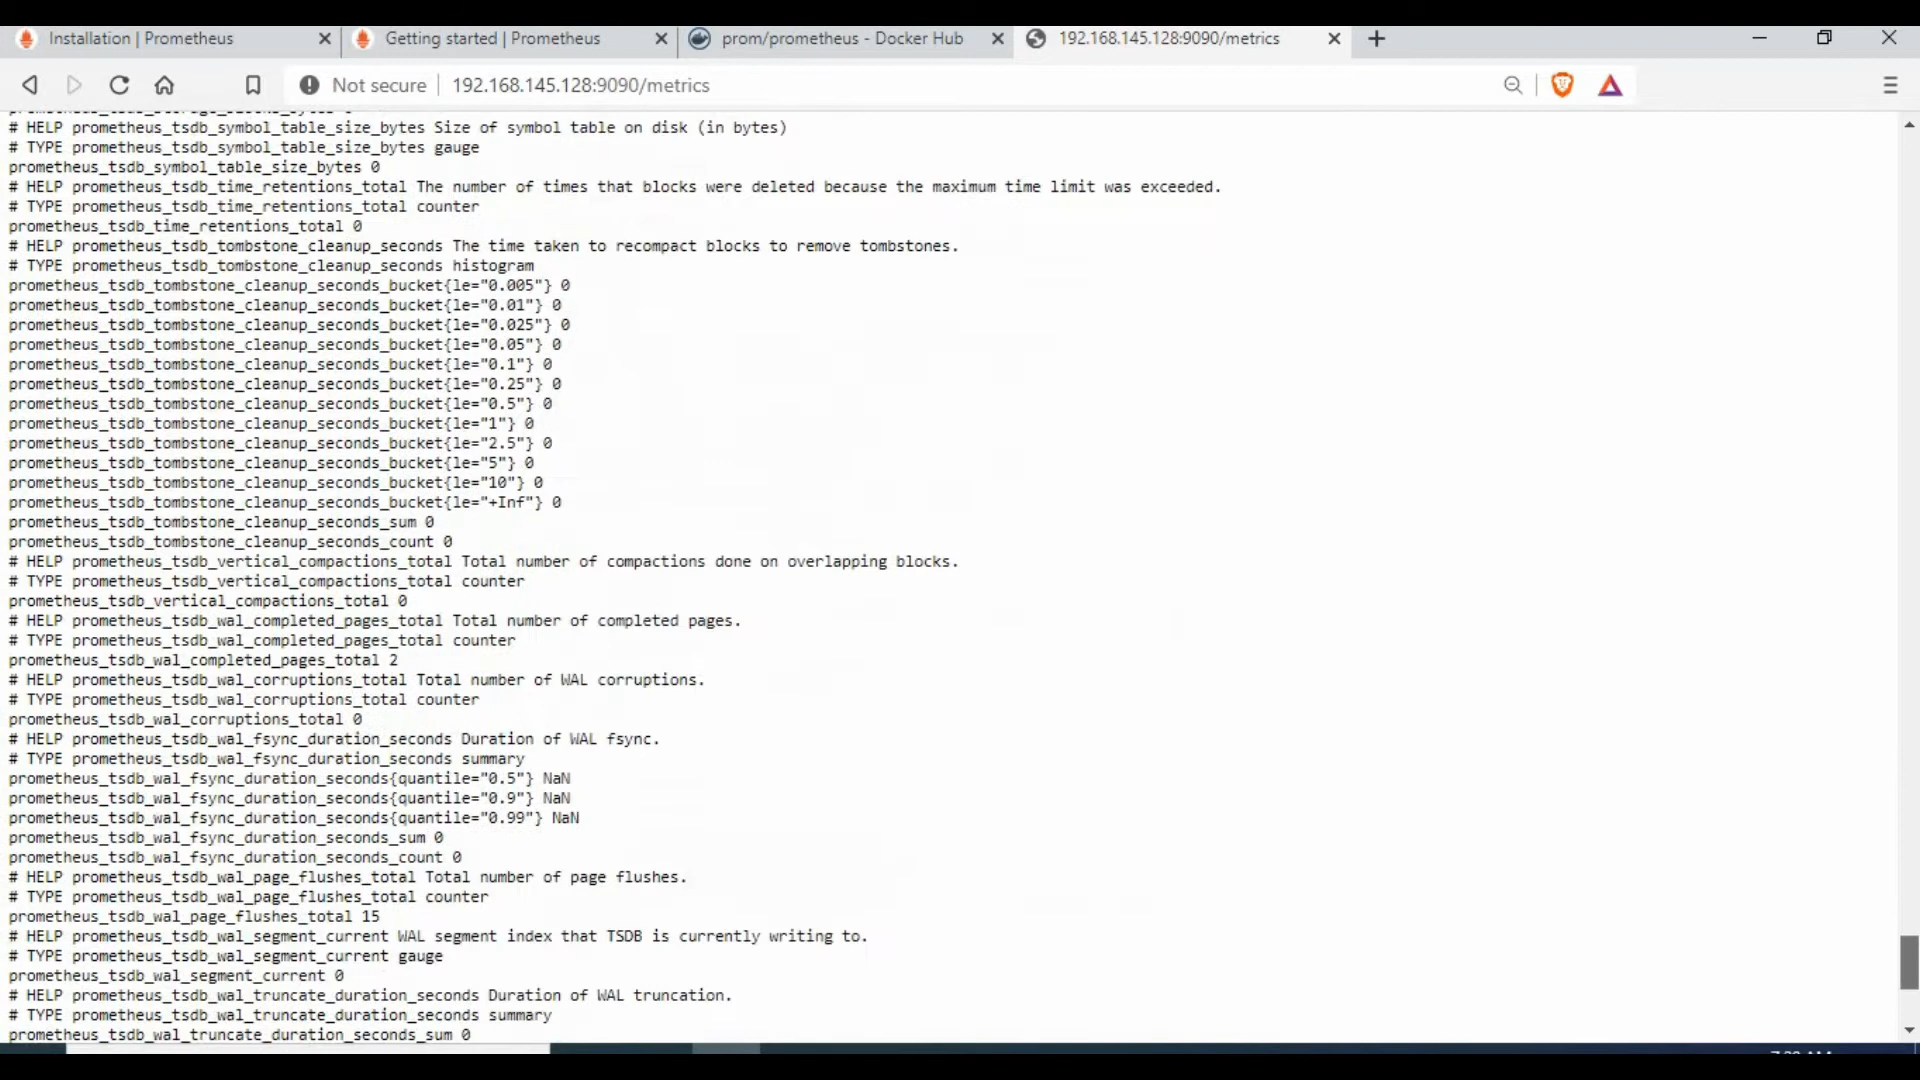 Installation | Prometheus
Getting started | Prometheus
prom/prometheus - Docker Hub
192.168.145.128:9090/metrics
Not secure
192.168.145.128:9090/metrics
# HELP prometheus_tsdb_symbol_table_size_bytes Size of symbol table on disk (in bytes)
# TYPE prometheus_tsdb_symbol_table_size_bytes gauge
prometheus_tsdb_symbol_table_size_bytes 0
# HELP prometheus_tsdb_time_retentions_total The number of times that blocks were deleted because the maximum time limit was exceeded.
# TYPE prometheus_tsdb_time_retentions_total counter
prometheus_tsdb_time_retentions_total 0
# HELP prometheus_tsdb_tombstone_cleanup_seconds The time taken to recompact blocks to remove tombstones.
# TYPE prometheus_tsdb_tombstone_cleanup_seconds histogram
prometheus_tsdb_tombstone_cleanup_seconds_bucket{le="0.005"} 0
prometheus_tsdb_tombstone_cleanup_seconds_bucket{le="0.01"} 0
prometheus_tsdb_tombstone_cleanup_seconds_bucket{le="0.025"} 0
prometheus_tsdb_tombstone_cleanup_seconds_bucket{le="0.05"} 0
prometheus_tsdb_tombstone_cleanup_seconds_bucket{le="0.1"} 0
prometheus_tsdb_tombstone_cleanup_seconds_bucket{le="0.25"} 0
prometheus_tsdb_tombstone_cleanup_seconds_bucket{le="0.5"} 0
prometheus_tsdb_tombstone_cleanup_seconds_bucket{le="1"} 0
prometheus_tsdb_tombstone_cleanup_seconds_bucket{le="2.5"} 0
prometheus_tsdb_tombstone_cleanup_seconds_bucket{le="5"} 0
prometheus_tsdb_tombstone_cleanup_seconds_bucket{le="10"} 0
prometheus_tsdb_tombstone_cleanup_seconds_bucket{le="+Inf"} 0
prometheus_tsdb_tombstone_cleanup_seconds_sum 0
prometheus_tsdb_tombstone_cleanup_seconds_count 0
# HELP prometheus_tsdb_vertical_compactions_total Total number of compactions done on overlapping blocks.
# TYPE prometheus_tsdb_vertical_compactions_total counter
prometheus_tsdb_vertical_compactions_total 0
# HELP prometheus_tsdb_wal_completed_pages_total Total number of completed pages.
# TYPE prometheus_tsdb_wal_completed_pages_total counter
prometheus_tsdb_wal_completed_pages_total 2
# HELP prometheus_tsdb_wal_corruptions_total Total number of WAL corruptions.
# TYPE prometheus_tsdb_wal_corruptions_total counter
prometheus_tsdb_wal_corruptions_total 0
# HELP prometheus_tsdb_wal_fsync_duration_seconds Duration of WAL fsync.
# TYPE prometheus_tsdb_wal_fsync_duration_seconds summary
prometheus_tsdb_wal_fsync_duration_seconds{quantile="0.5"} NaN
prometheus_tsdb_wal_fsync_duration_seconds{quantile="0.9"} NaN
prometheus_tsdb_wal_fsync_duration_seconds{quantile="0.99"} NaN
prometheus_tsdb_wal_fsync_duration_seconds_sum 0
prometheus_tsdb_wal_fsync_duration_seconds_count 0
# HELP prometheus_tsdb_wal_page_flushes_total Total number of page flushes.
# TYPE prometheus_tsdb_wal_page_flushes_total counter
prometheus_tsdb_wal_page_flushes_total 15
# HELP prometheus_tsdb_wal_segment_current WAL segment index that TSDB is currently writing to.
# TYPE prometheus_tsdb_wal_segment_current gauge
prometheus_tsdb_wal_segment_current 0
# HELP prometheus_tsdb_wal_truncate_duration_seconds Duration of WAL truncation.
# TYPE prometheus_tsdb_wal_truncate_duration_seconds summary
prometheus_tsdb_wal_truncate_duration_seconds_sum 0